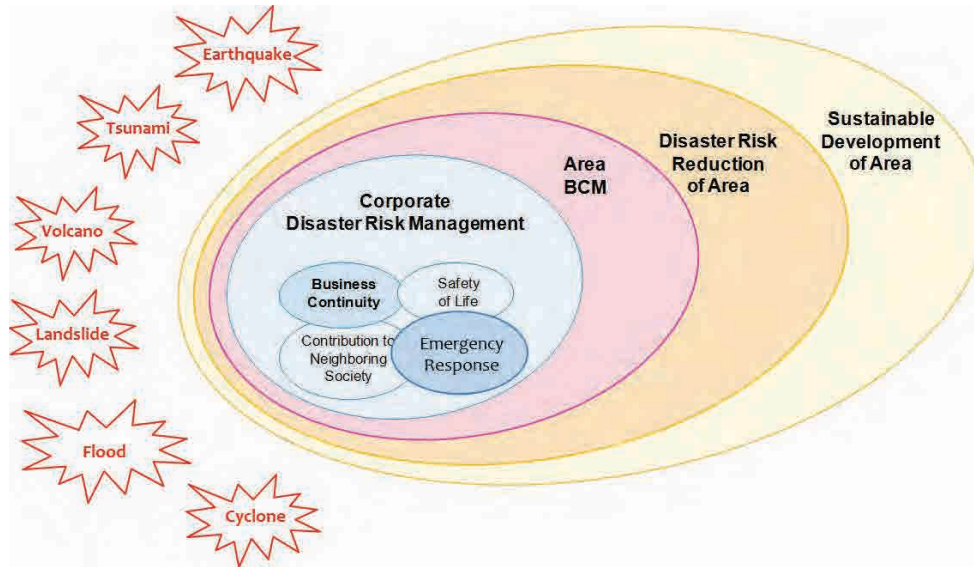 Earthquake
Tsunami
Volcano
Landslide
Flood
Cyclone
Sustainable
Development
of Area
Disaster Risk
Reduction
of Area
Area
BCM
Corporate
Disaster Risk Management
Business
Continuity
Safety
of Life
Contribution to
Neighboring
Society
Emergency
Response